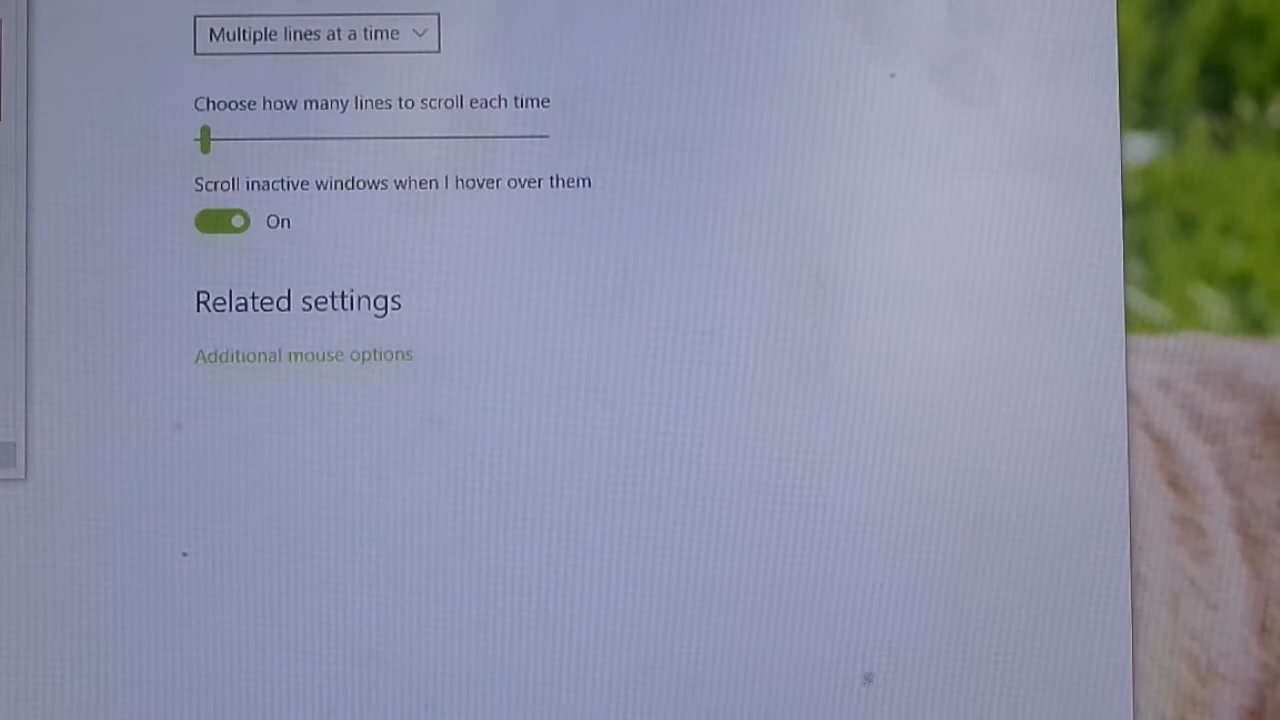 Multiple lines at a time
Choose how many lines to scroll each time
Scroll inactive windows when I hover over them
On
Related settings
Additional mouse options